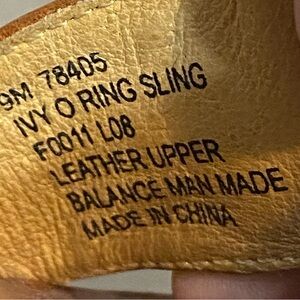 9M 78405
IVY O RING SLING
F0011 L08
LEATHER UPPER
BALANCE MAN MADE
MADE IN CHINA